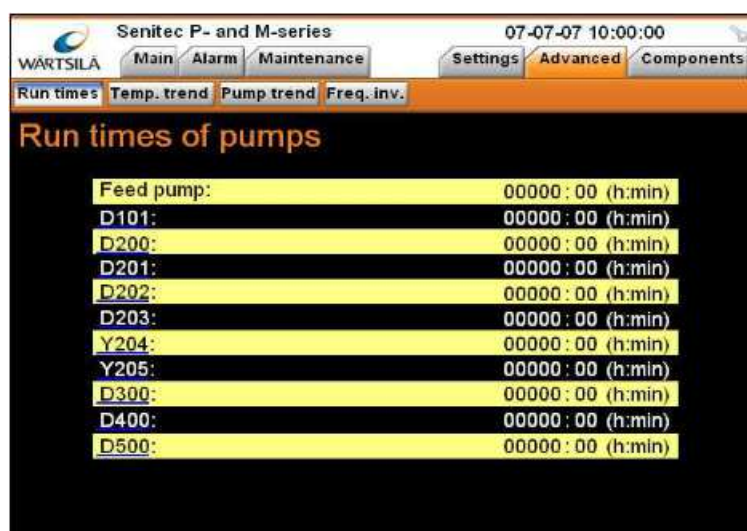 Senitec P- and M-series 07-07-07 10:00:00
WÄRTSILÄ Main Alarm Maintenance Settings Advanced Components
Run times Temp. trend Pump trend Freq. inv.
Run times of pumps
Feed pump: 00000:00 (h:min)
D101: 00000:00 (h:min)
D200: 00000:00 (h:min)
D201: 00000:00 (h:min)
D202: 00000:00 (h:min)
D203: 00000:00 (h:min)
Y204: 00000:00 (h:min)
Y205: 00000:00 (h:min)
D300: 00000:00 (h:min)
D400: 00000:00 (h:min)
D500: 00000:00 (h:min)